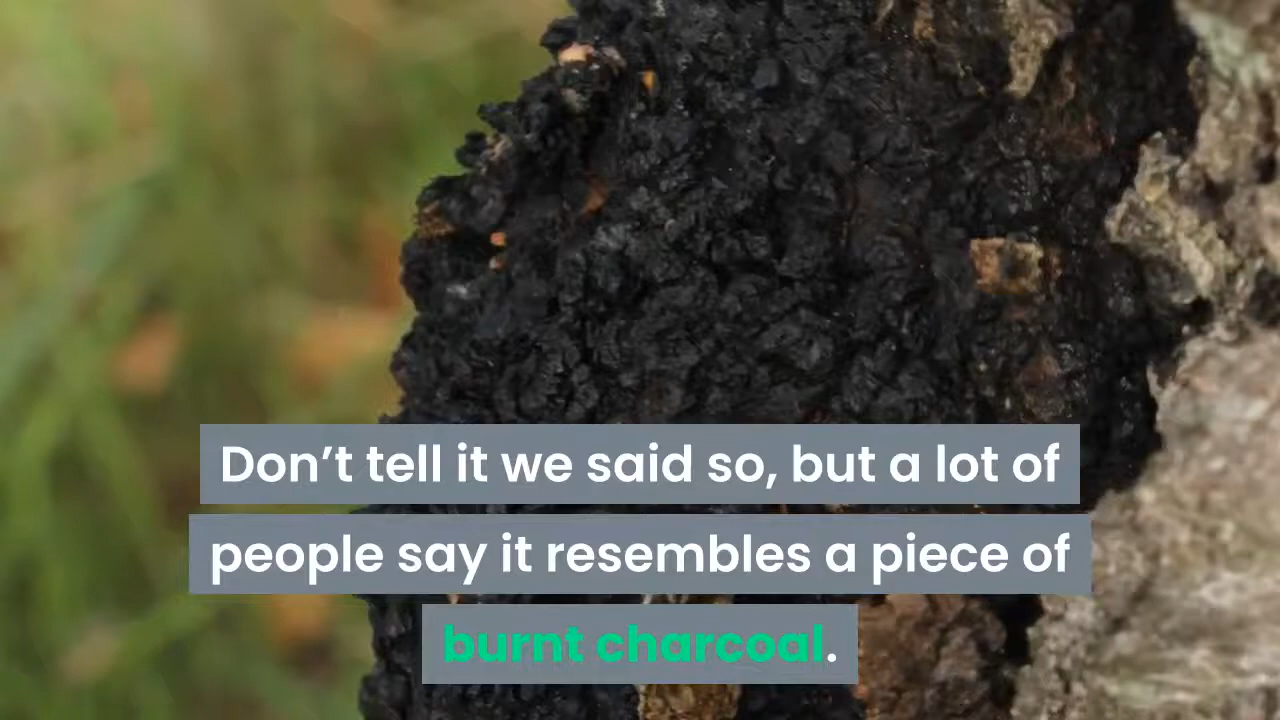 Don’t tell it we said so, but a lot of
people say it resembles a piece of
burnt charcoal.